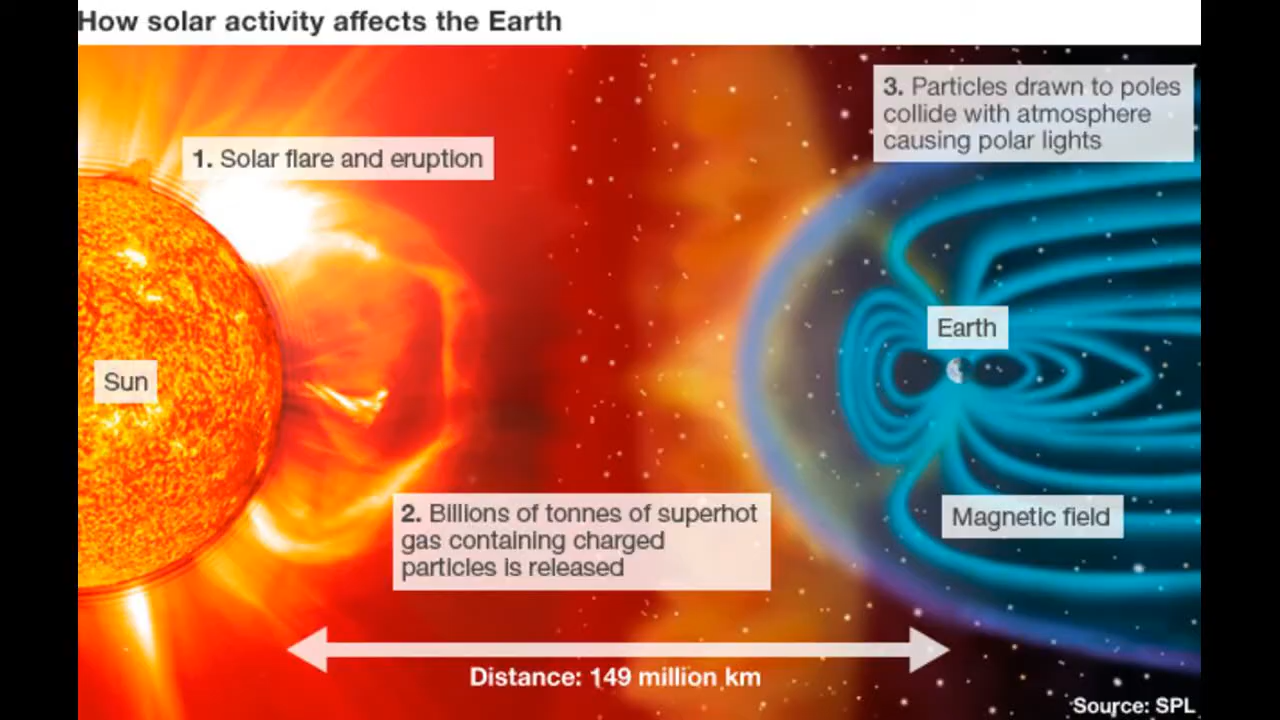 How solar activity affects the Earth
3. Particles drawn to poles
collide with atmosphere
causing polar lights
1. Solar flare and eruption
Earth
Sun
2. Billions of tonnes of superhot
gas containing charged
particles is released
Magnetic field
Distance: 149 million km
Source: SPL